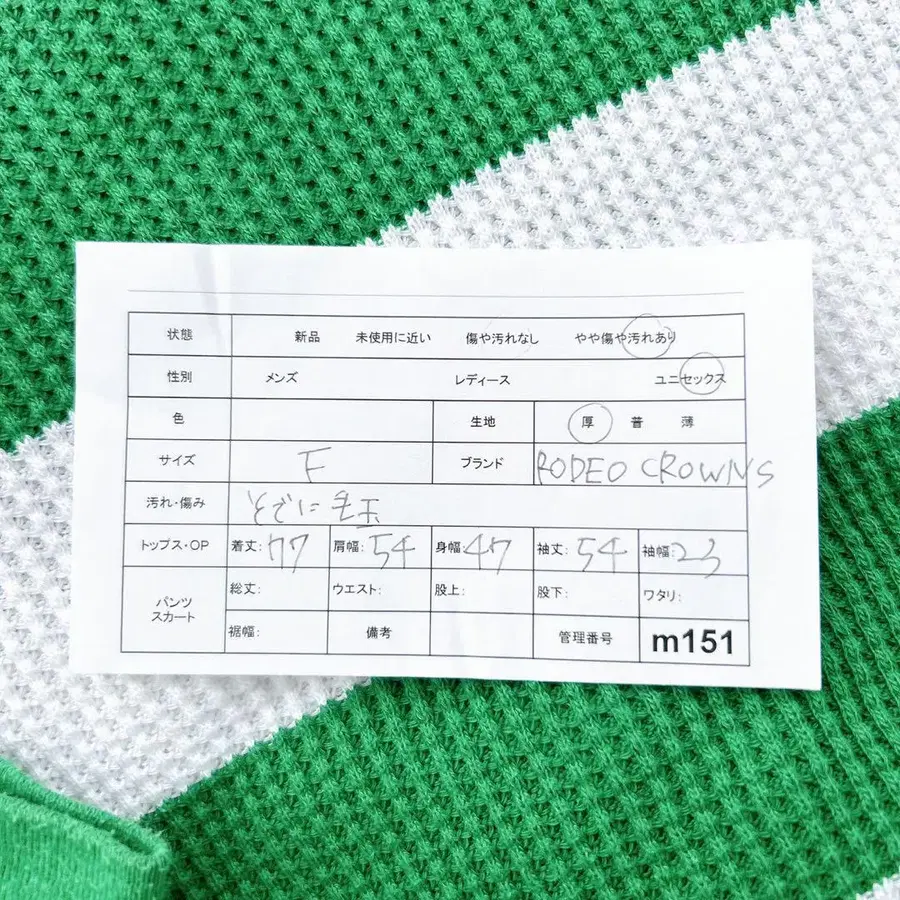 状態 新品 未使用に近い 傷や汚れなし やや傷や汚れあり
性別 メンズ レディース ユニセックス
色 生地 厚 普 薄
サイズ F ブランド RODEO CROWNS
汚れ・傷み そでに毛玉
トップス・OP 着丈: 77 肩幅: 54 身幅: 47 袖丈: 54 袖幅: 23
パンツ スカート 総丈: ウエスト: 股上: 股下: ワタリ:
裾幅: 備考 管理番号 m151